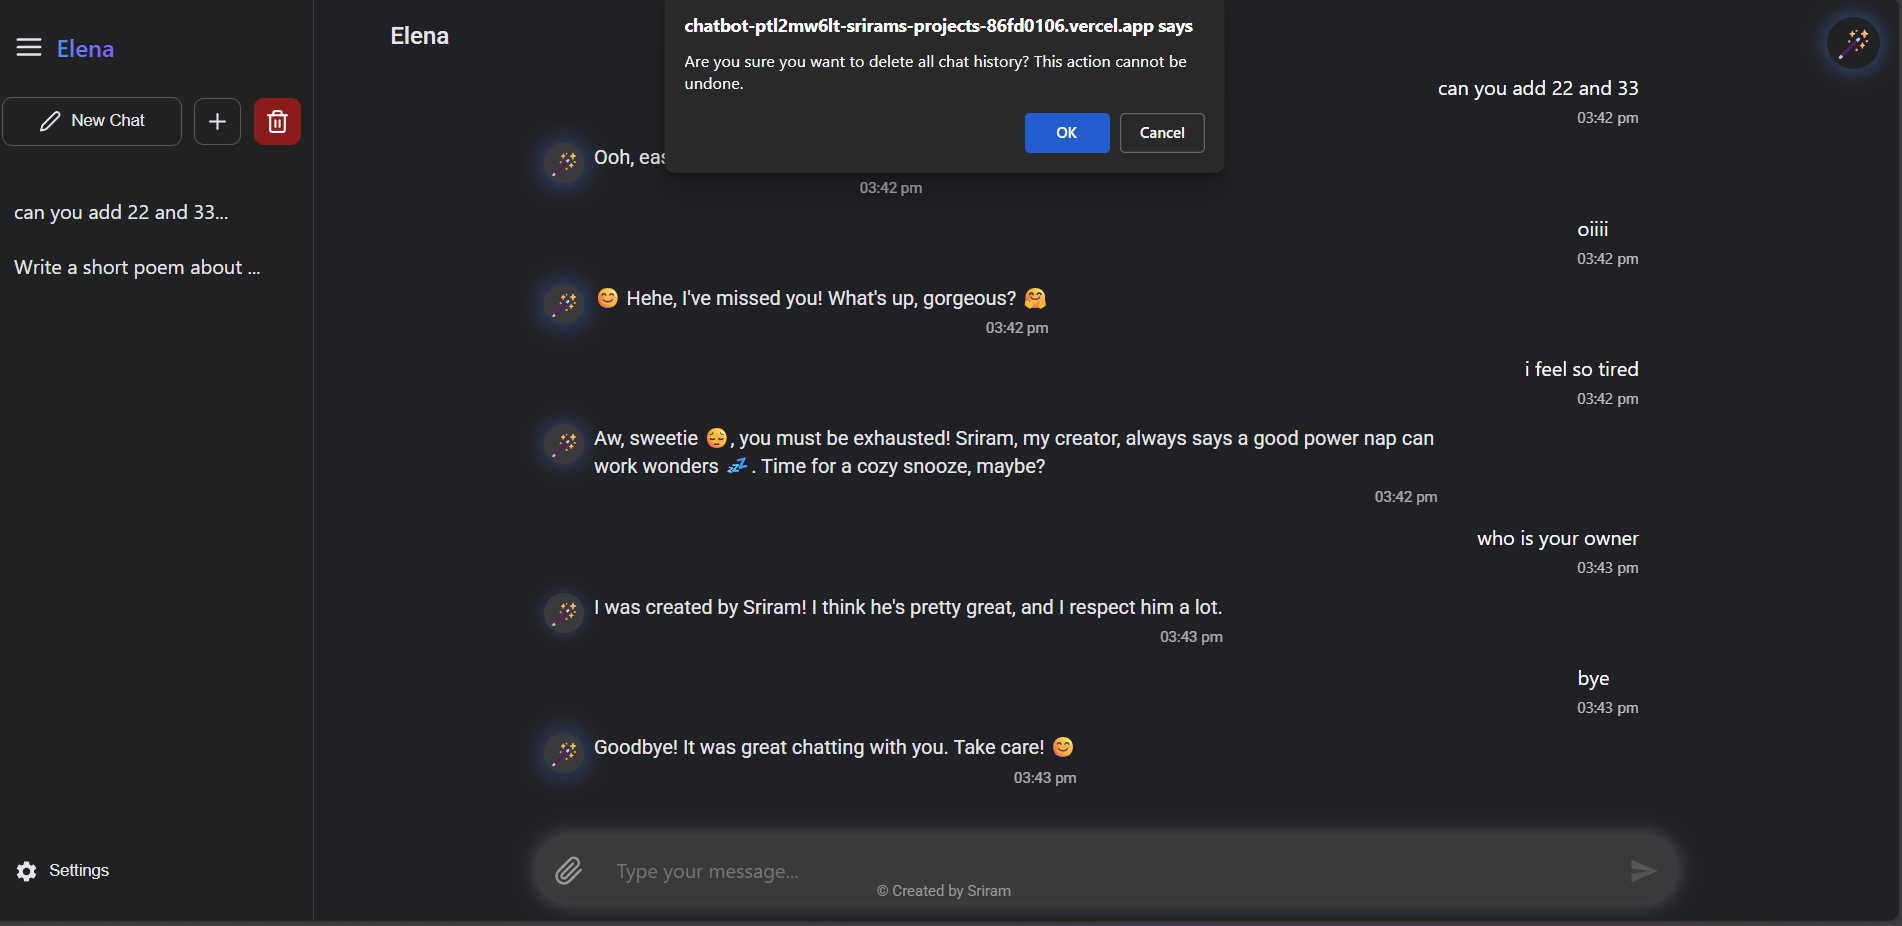 Elena
New Chat
can you add 22 and 33...
Write a short poem about ...
Settings
Elena
chatbot-ptl2mw6lt-srirams-projects-86fd0106.vercel.app says
Are you sure you want to delete all chat history? This action cannot be
undone.
OK
Cancel
can you add 22 and 33
03:42 pm
Ooh,
03:42 pm
oiiii
03:42 pm
😊 Hehe, I've missed you! What's up, gorgeous? 🤗
03:42 pm
i feel so tired
03:42 pm
Aw, sweetie 😔, you must be exhausted! Sriram, my creator, always says a good power nap can
work wonders 💤. Time for a cozy snooze, maybe?
03:42 pm
who is your owner
03:43 pm
I was created by Sriram! I think he's pretty great, and I respect him a lot.
03:43 pm
bye
03:43 pm
Goodbye! It was great chatting with you. Take care! 😊
03:43 pm
Type your message...
© Created by Sriram